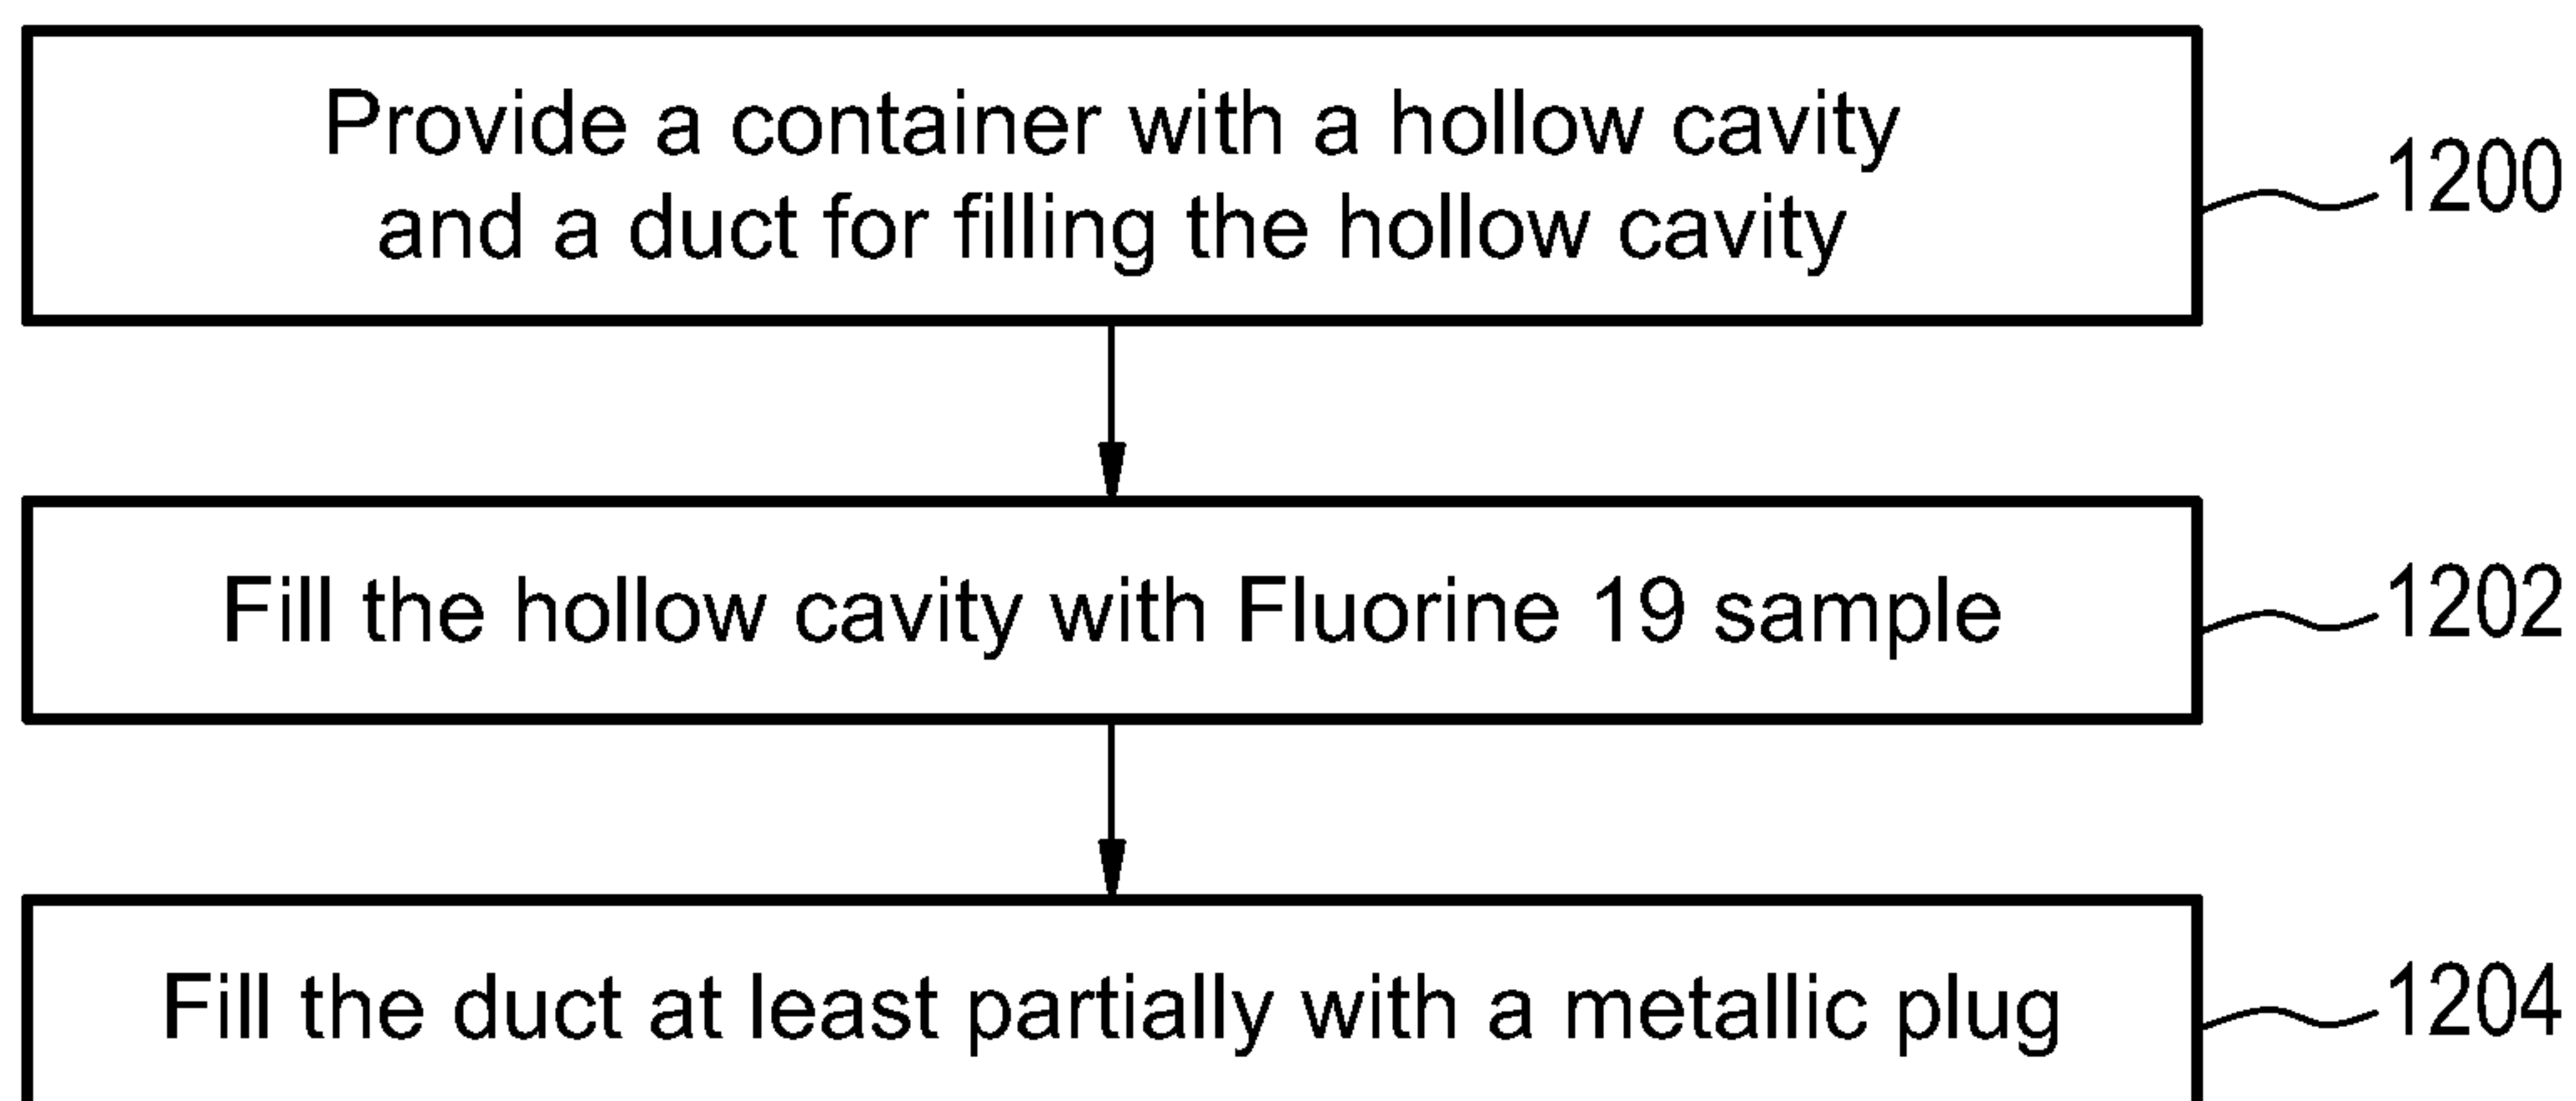 Provide a container with a hollow cavity
and a duct for filling the hollow cavity
1200
Fill the hollow cavity with Fluorine 19 sample
1202
Fill the duct at least partially with a metallic plug
1204